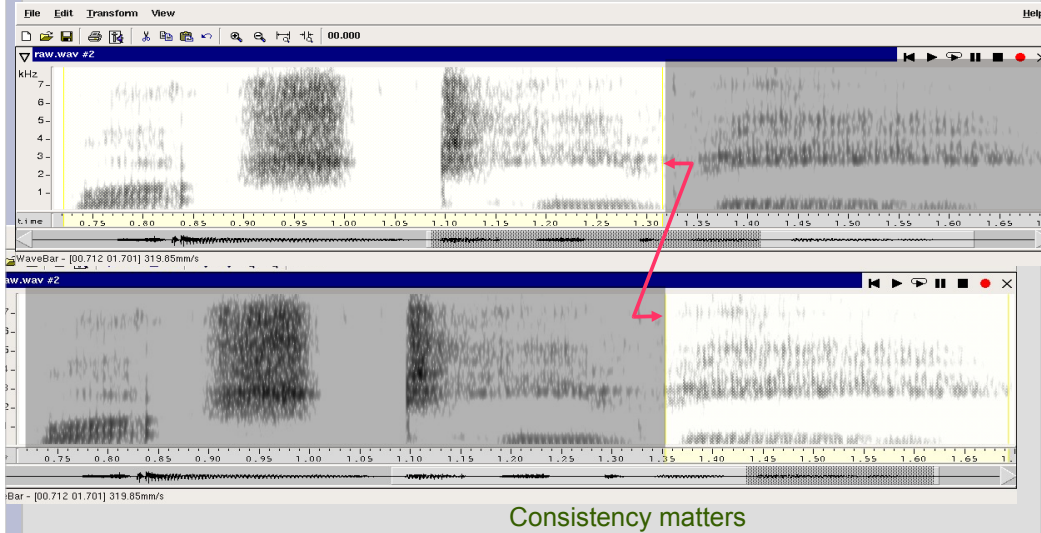 File Edit Transform View Help
00.000
raw.wav #2
kHz
7-
6-
5-
4-
3-
2-
1-
time 0.75 0.80 0.85 0.90 0.95 1.00 1.05 1.10 1.15 1.20 1.25 1.30 1.35 1.40 1.45 1.50 1.55 1.60 1.65
WaveBar - [00.712 01.701] 319.85mm/s
aw.wav #2
0.75 0.80 0.85 0.90 0.95 1.00 1.05 1.10 1.15 1.20 1.25 1.30 1.35 1.40 1.45 1.50 1.55 1.60 1.65
eBar - [00.712 01.701] 319.85mm/s
Consistency matters